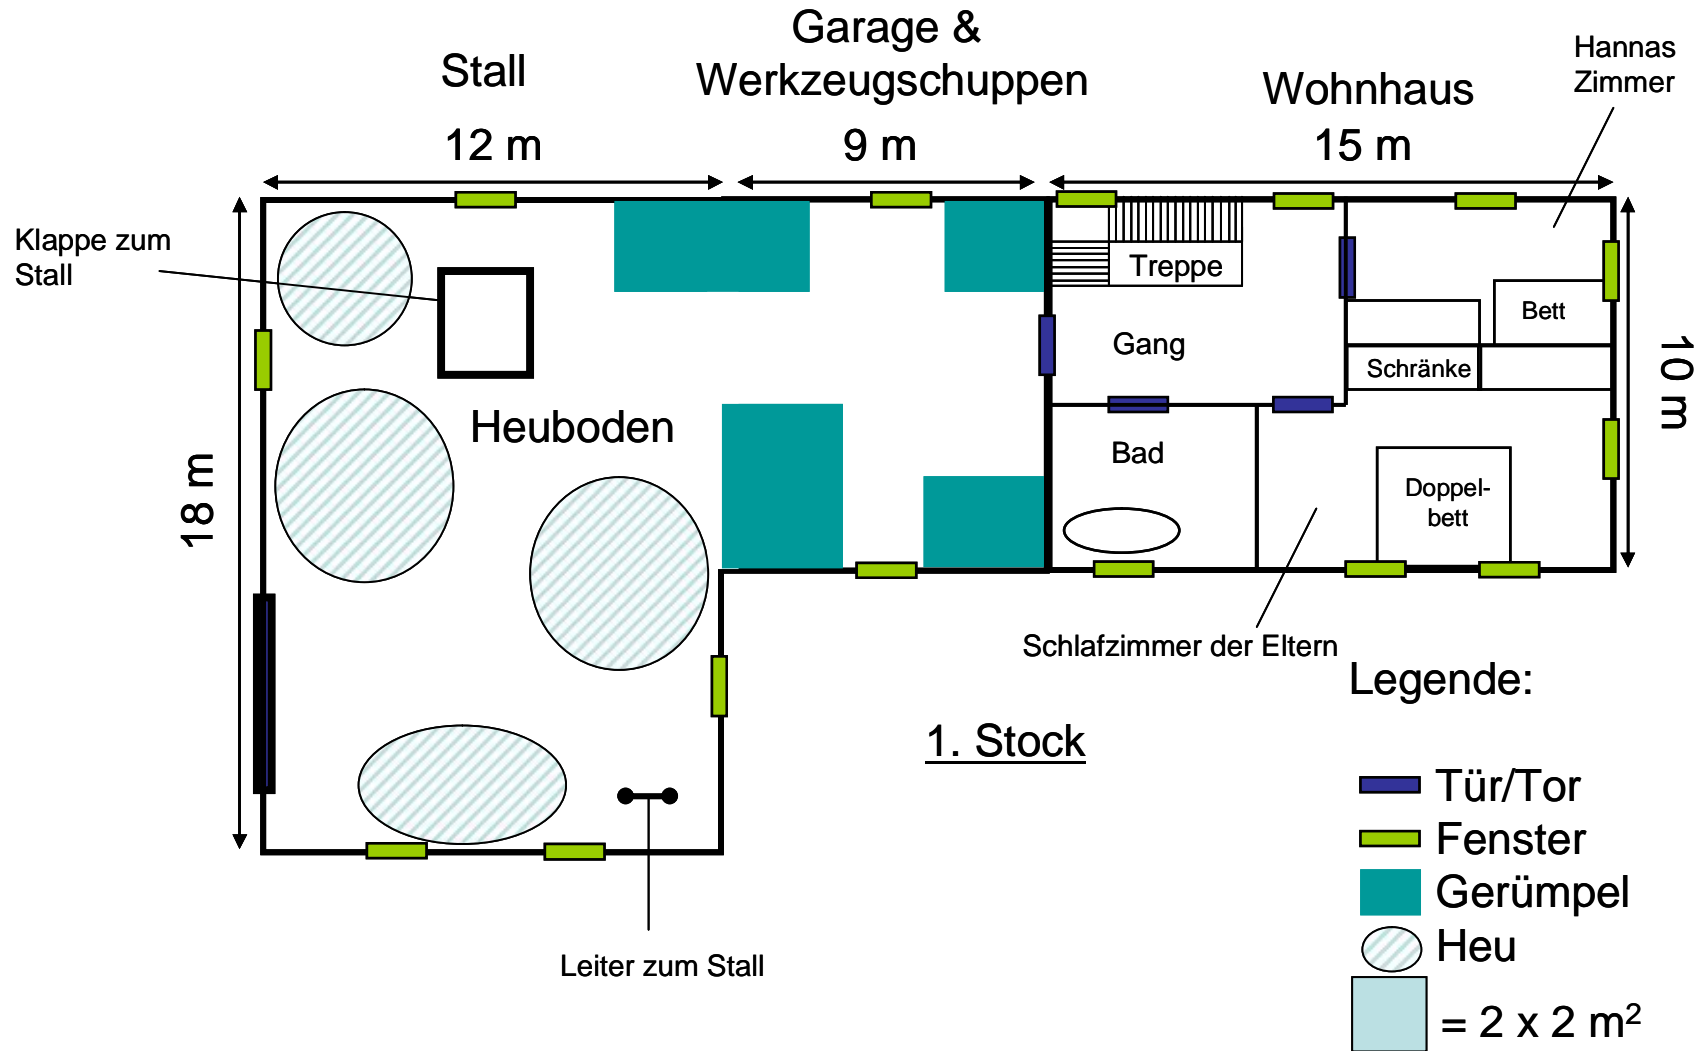 Stall
12 m
Garage &
Werkzeugschuppen
9 m
Wohnhaus
15 m
Hannas
Zimmer
Klappe zum
Stall
Treppe
Bett
Gang
Schränke
10 m
Heuboden
Bad
Doppel-
bett
18 m
Schlafzimmer der Eltern
1. Stock
Leiter zum Stall
Legende:
Tür/Tor
Fenster
Gerümpel
Heu
= 2 x 2 m²